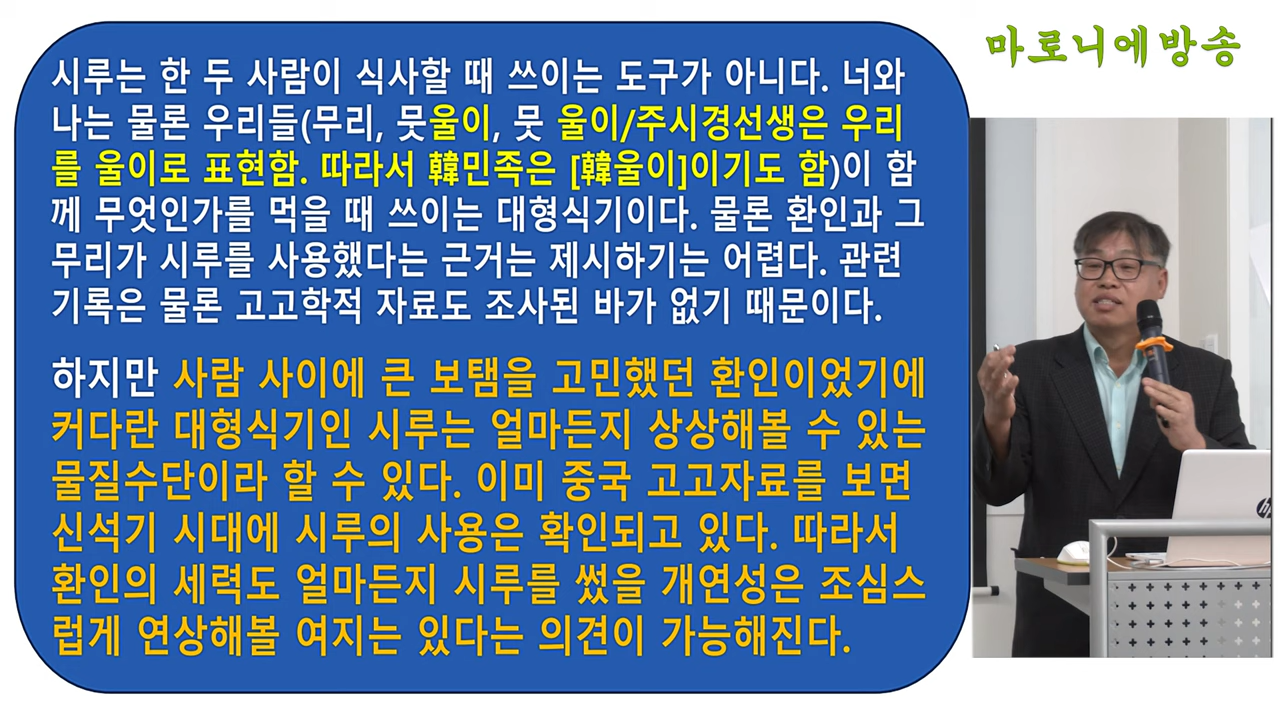 마로니에방송
시루는 한 두 사람이 식사할 때 쓰이는 도구가 아니다. 너와
나는 물론 우리들(무리, 뭇울이, 뭇 울이/주시경선생은 우리
를 울이로 표현함. 따라서 韓민족은 [韓울이]이기도 함)이 함
께 무엇인가를 먹을 때 쓰이는 대형식기이다. 물론 환인과 그
무리가 시루를 사용했다는 근거는 제시하기는 어렵다. 관련
기록은 물론 고고학적 자료도 조사된 바가 없기 때문이다.
하지만 사람 사이에 큰 보탬을 고민했던 환인이었기에
커다란 대형식기인 시루는 얼마든지 상상해볼 수 있는
물질수단이라 할 수 있다. 이미 중국 고고자료를 보면
신석기 시대에 시루의 사용은 확인되고 있다. 따라서
환인의 세력도 얼마든지 시루를 썼을 개연성은 조심스
럽게 연상해볼 여지는 있다는 의견이 가능해진다.
hp